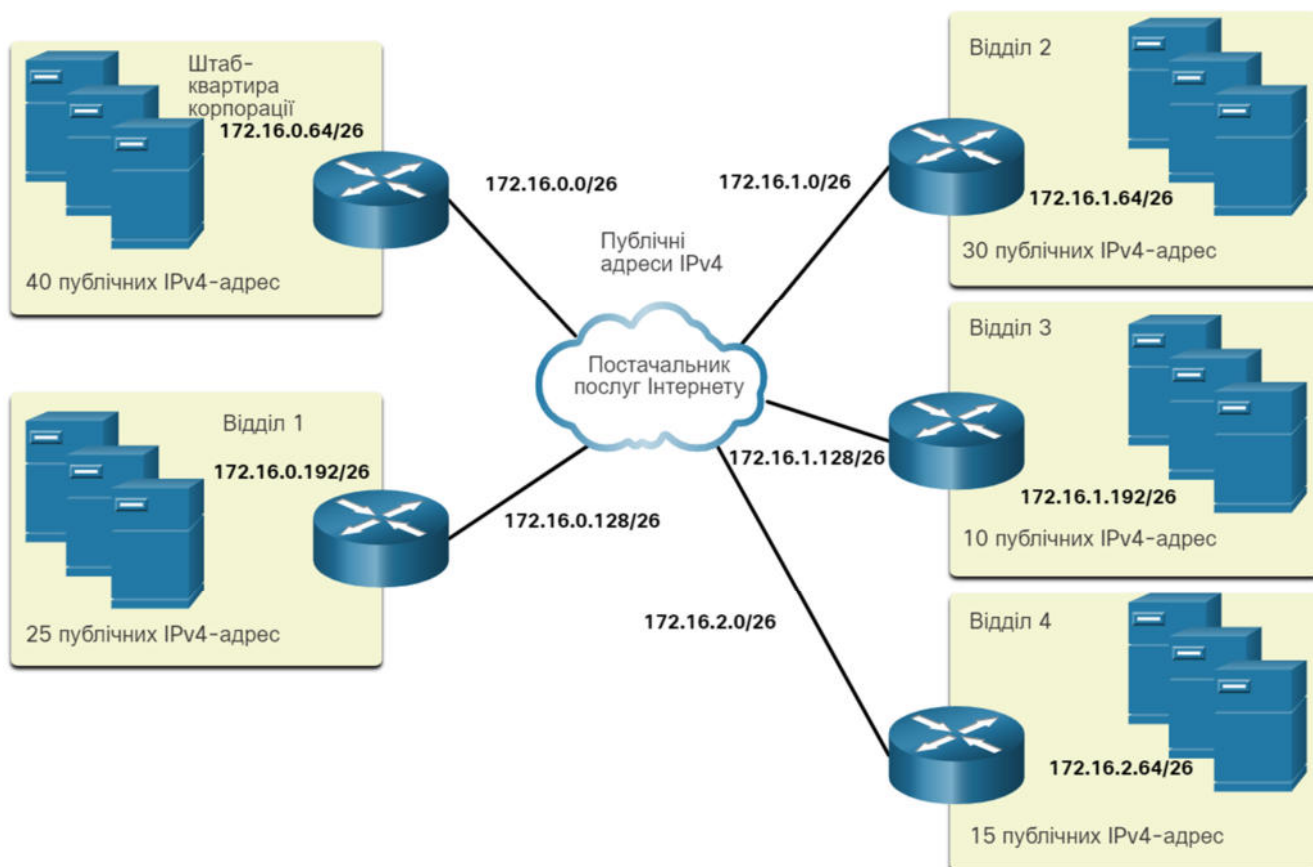 Штаб-
квартира
корпорації
172.16.0.64/26
40 публічних IPv4-адрес
172.16.0.0/26
Відділ 1
172.16.0.192/26
25 публічних IPv4-адрес
172.16.0.128/26
Публічні
адреси IPv4
Постачальник
послуг Інтернету
172.16.1.0/26
Відділ 2
172.16.1.64/26
30 публічних IPv4-адрес
172.16.1.128/26
Відділ 3
172.16.1.192/26
10 публічних IPv4-адрес
172.16.2.0/26
Відділ 4
172.16.2.64/26
15 публічних IPv4-адрес